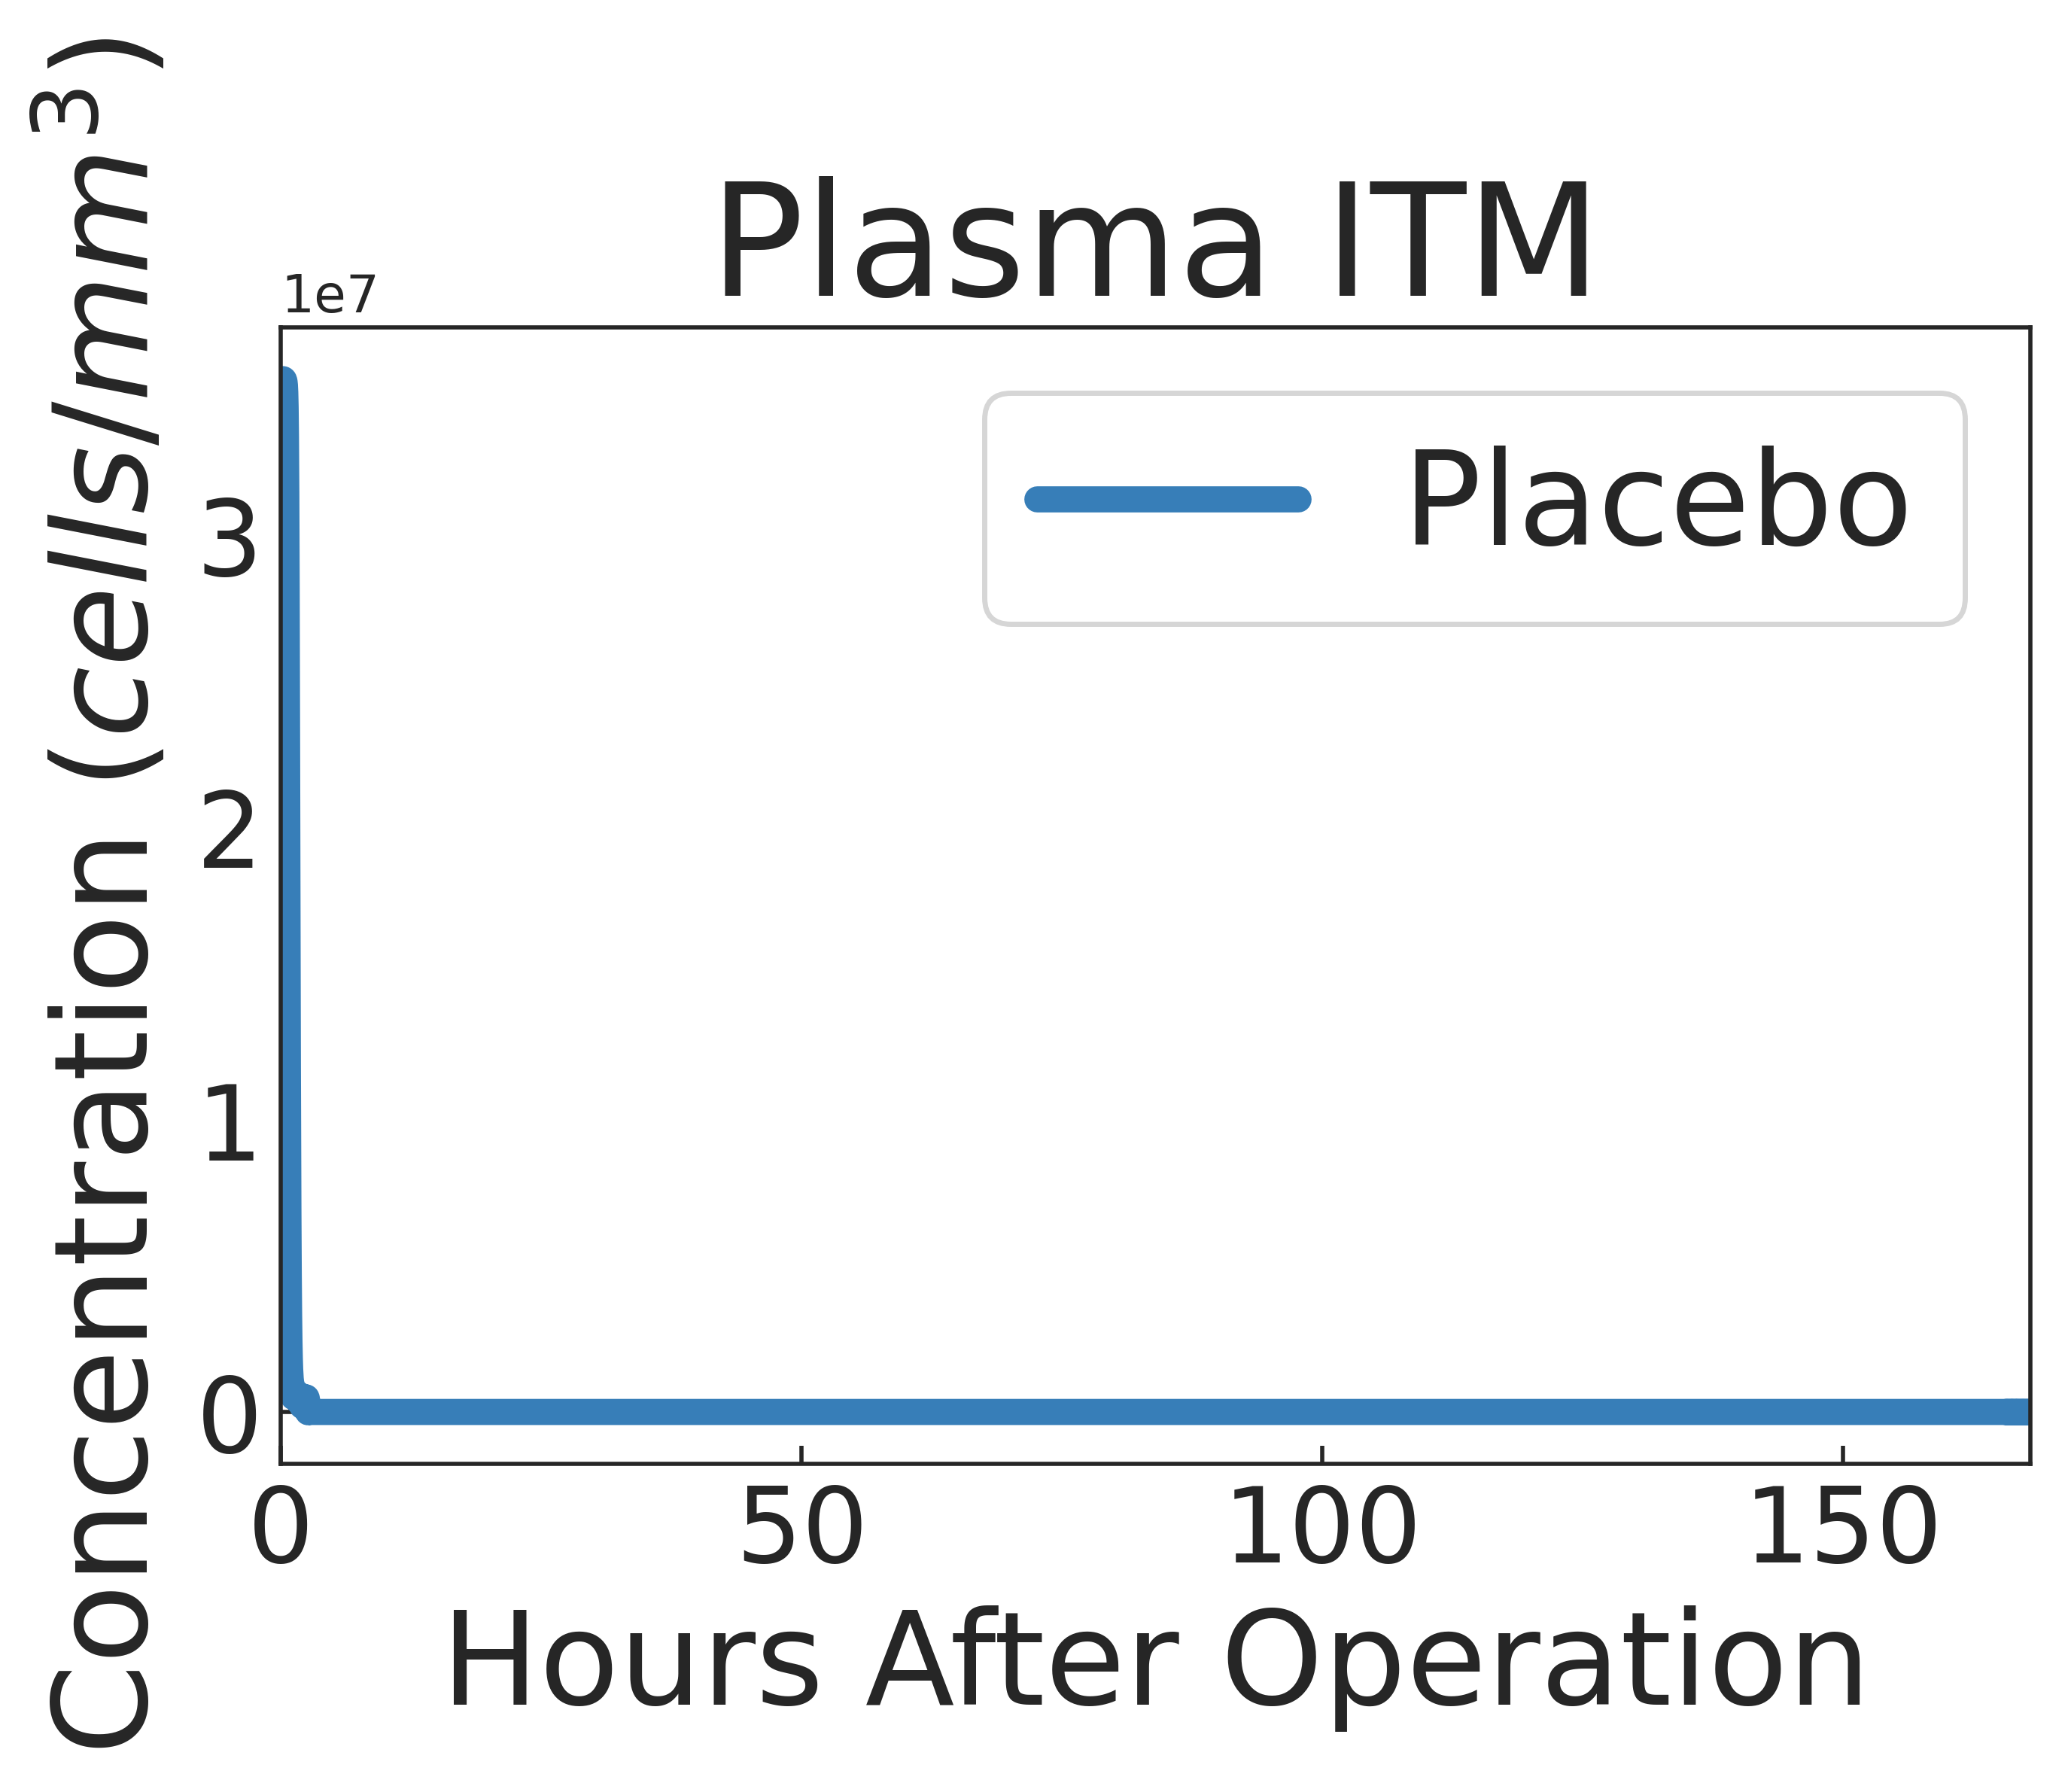 Plasma ITM
1e7
Concentration (cells/mm³)
3
2
1
0
Placebo
0 50 100 150
Hours After Operation